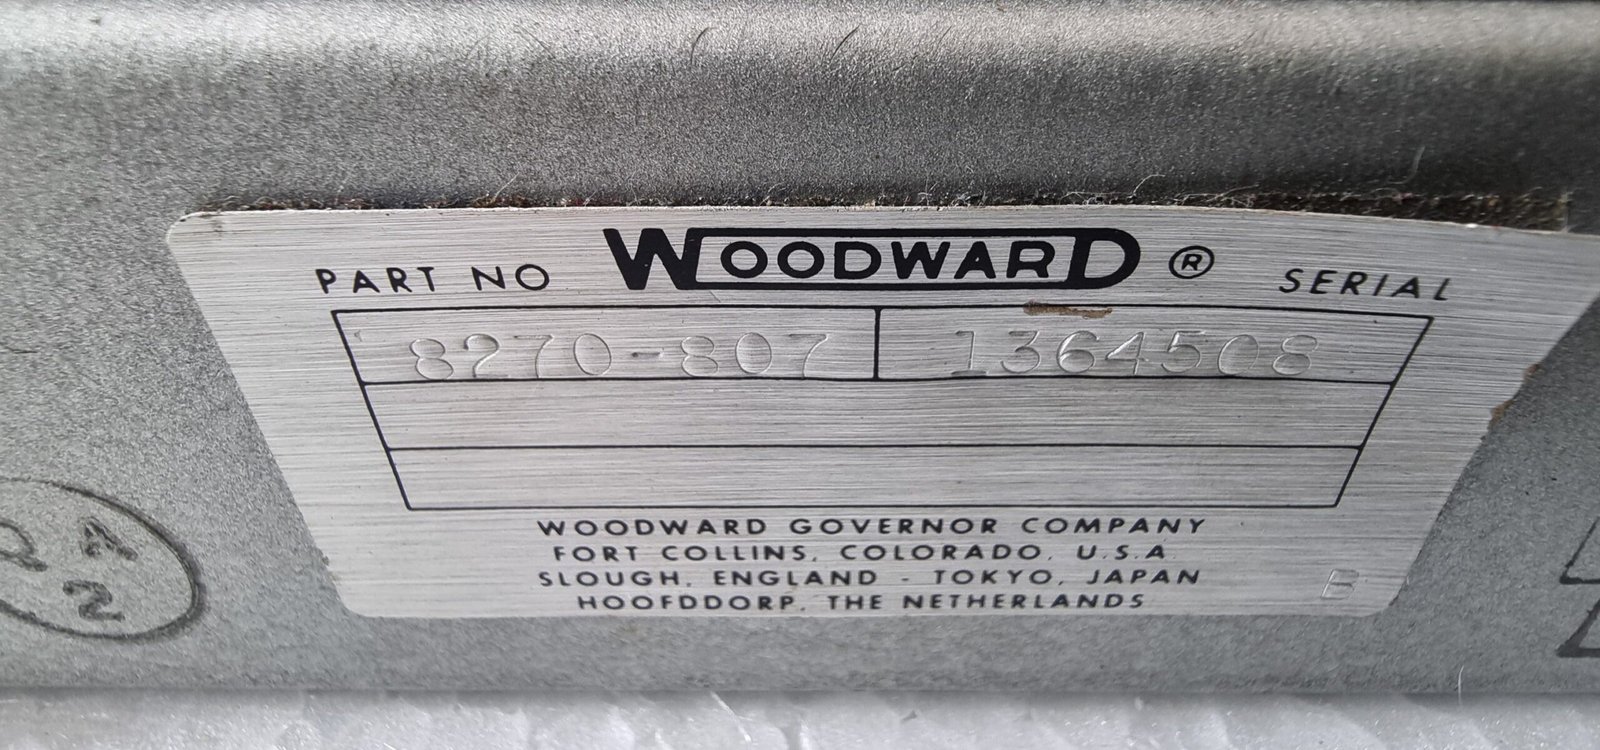 PART NO WOODWARD ® SERIAL
8270-807 1364508
WOODWARD GOVERNOR COMPANY
FORT COLLINS, COLORADO, U.S.A.
SLOUGH, ENGLAND - TOKYO, JAPAN
HOOFDDORP, THE NETHERLANDS
B
2